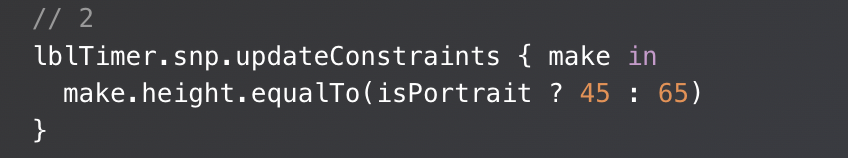 // 2
lblTimer.snp.updateConstraints { make in
  make.height.equalTo(isPortrait ? 45 : 65)
}